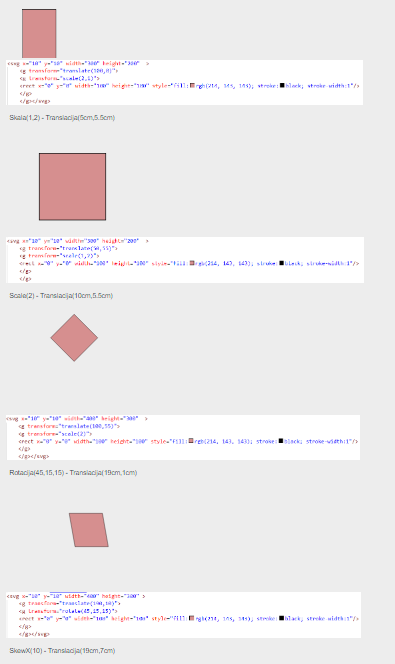 <svg x="10" y="10" width="300" height="200" >
<g transform="translate(100,0)">
<g transform="scale(2,1)">
<rect x="0" y="0" width="100" height="100" style="fill:rgb(214, 143, 143); stroke:black; stroke-width:1"/>
</g>
</g></svg>
Skala(1,2) - Translacija(5cm,5.5cm)
<svg x="10" y="10" width="300" height="200" >
<g transform="translate(50,55)">
<g transform="scale(1,2)">
<rect x="0" y="0" width="100" height="100" style="fill:rgb(214, 143, 143); stroke:black; stroke-width:1"/>
</g>
</g>
</svg>
Scale(2) - Translacija(10cm,5.5cm)
<svg x="10" y="10" width="400" height="300" >
<g transform="translate(100,55)">
<g transform="scale(2)">
<rect x="0" y="0" width="100" height="100" style="fill:rgb(214, 143, 143); stroke:black; stroke-width:1"/>
</g>
</g></svg>
Rotacija(45,15,15) - Translacija(19cm,1cm)
<svg x="10" y="10" width="400" height="300" >
<g transform="translate(190,10)">
<g transform="rotate(45,15,15)">
<rect x="0" y="0" width="100" height="100" style="fill:rgb(214, 143, 143); stroke:black; stroke-width:1"/>
</g>
</g></svg>
SkewX(10) - Translacija(19cm,7cm)